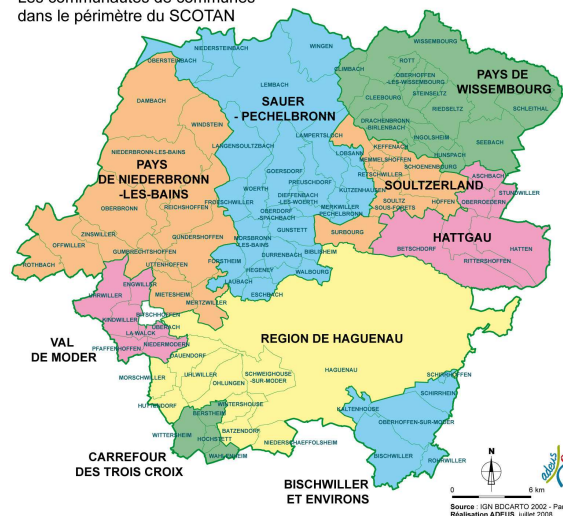 Les communautés de communes
dans le périmètre du SCOTAN
WISSEMBOURG
NIEDERSTEINBACH
WINGEN
OBERSTEINBACH
CLIMBACH
ROTT
OBERHOFFEN
-LES-WISSEMBOURG
PAYS DE
WISSEMBOURG
LEMBACH
CLEEBOURG
STEINSELTZ
RIEDSELTZ
SCHLEITHAL
DAMBACH
SAUER
- PECHELBRONN
DRACHENBRONN
-BIRLENBACH
INGOLSHEIM
WINDSTEIN
LAMPERTSLOCH
KEFFENACH
HUNSPACH
SEEBACH
NIEDERBRONN-LES-BAINS
LANGENSOULTZBACH
LOBSANN
MEMMELSHOFFEN
SCHOENENBOURG
PAYS
DE NIEDERBRONN
-LES-BAINS
GOERSDORF
RETSCHWILLER
ASCHBACH
PREUSCHDORF
KUTZENHAUSEN
SOULTZERLAND
STUNDWILLER
WOERTH
DIEFFENBACH
-LES-WOERTH
OBERBRONN
REICHSHOFFEN
FROESCHWILLER
OBERDORF
-SPACHBACH
MERKWILLER
-PECHELBRONN
SOULTZ
-SOUS-FORETS
HOFFEN
OBERROEDERN
ZINSWILLER
GUNDERSHOFFEN
GUNSTETT
SURBOURG
HATTGAU
OFFWILLER
MORSBRONN
-LES-BAINS
BETSCHDORF
HATTEN
ROTHBACH
GUMBRECHTSHOFFEN
DURRENBACH
BIBLISHEIM
RITTERSHOFFEN
UTTENHOFFEN
FORSTHEIM
HEGENEY
WALBOURG
ENGWILLER
LAUBACH
ESCHBACH
UHRWILLER
MIETESHEIM
MERTZWILLER
BITSCHHOFFEN
KINDWILLER
UBERACH
LA WALCK
VAL
DE MODER
NIEDERMODERN
PFAFFENHOFFEN
REGION DE HAGUENAU
DAUENDORF
MORSCHWILLER
UHLWILLER
SCHWEIGHOUSE
-SUR-MODER
HAGUENAU
OHLUNGEN
SCHIRRHOFFEN
HUTTENDORF
WINTERSHOUSE
SCHIRRHEIN
BERSTHEIM
KALTENHOUSE
WITTERSHEIM
BATZENDORF
OBERHOFFEN-SUR-MODER
HOCHSTETT
NIEDERSCHAEFFOLSHEIM
WAHLENHEIM
BISCHWILLER
ROHRWILLER
CARREFOUR
DES TROIS CROIX
BISCHWILLER
ET ENVIRONS
N
adeus
0 6 km
Source : IGN BDCARTO 2002 - Par
Réalisation ADEUS, juillet 2008